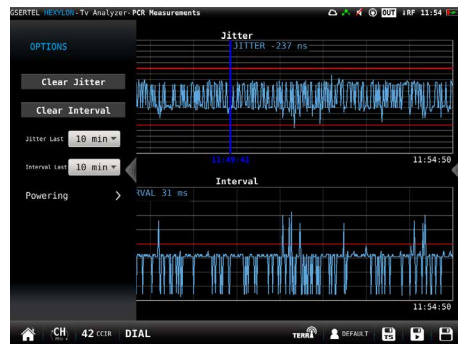 GSERTEL HEXYLON-Tv Analyzer-PCR Measurements OUT RF 11:54
OPTIONS
Clear Jitter
Clear Interval
Jitter Last 10 min
Interval Last 10 min
Powering
Jitter
JITTER -237 ns
11:49:41 11:54:50
Interval
RVAL 31 ms
11:54:50
CH 42 CCIR DIAL TERRA DEFAULT TS